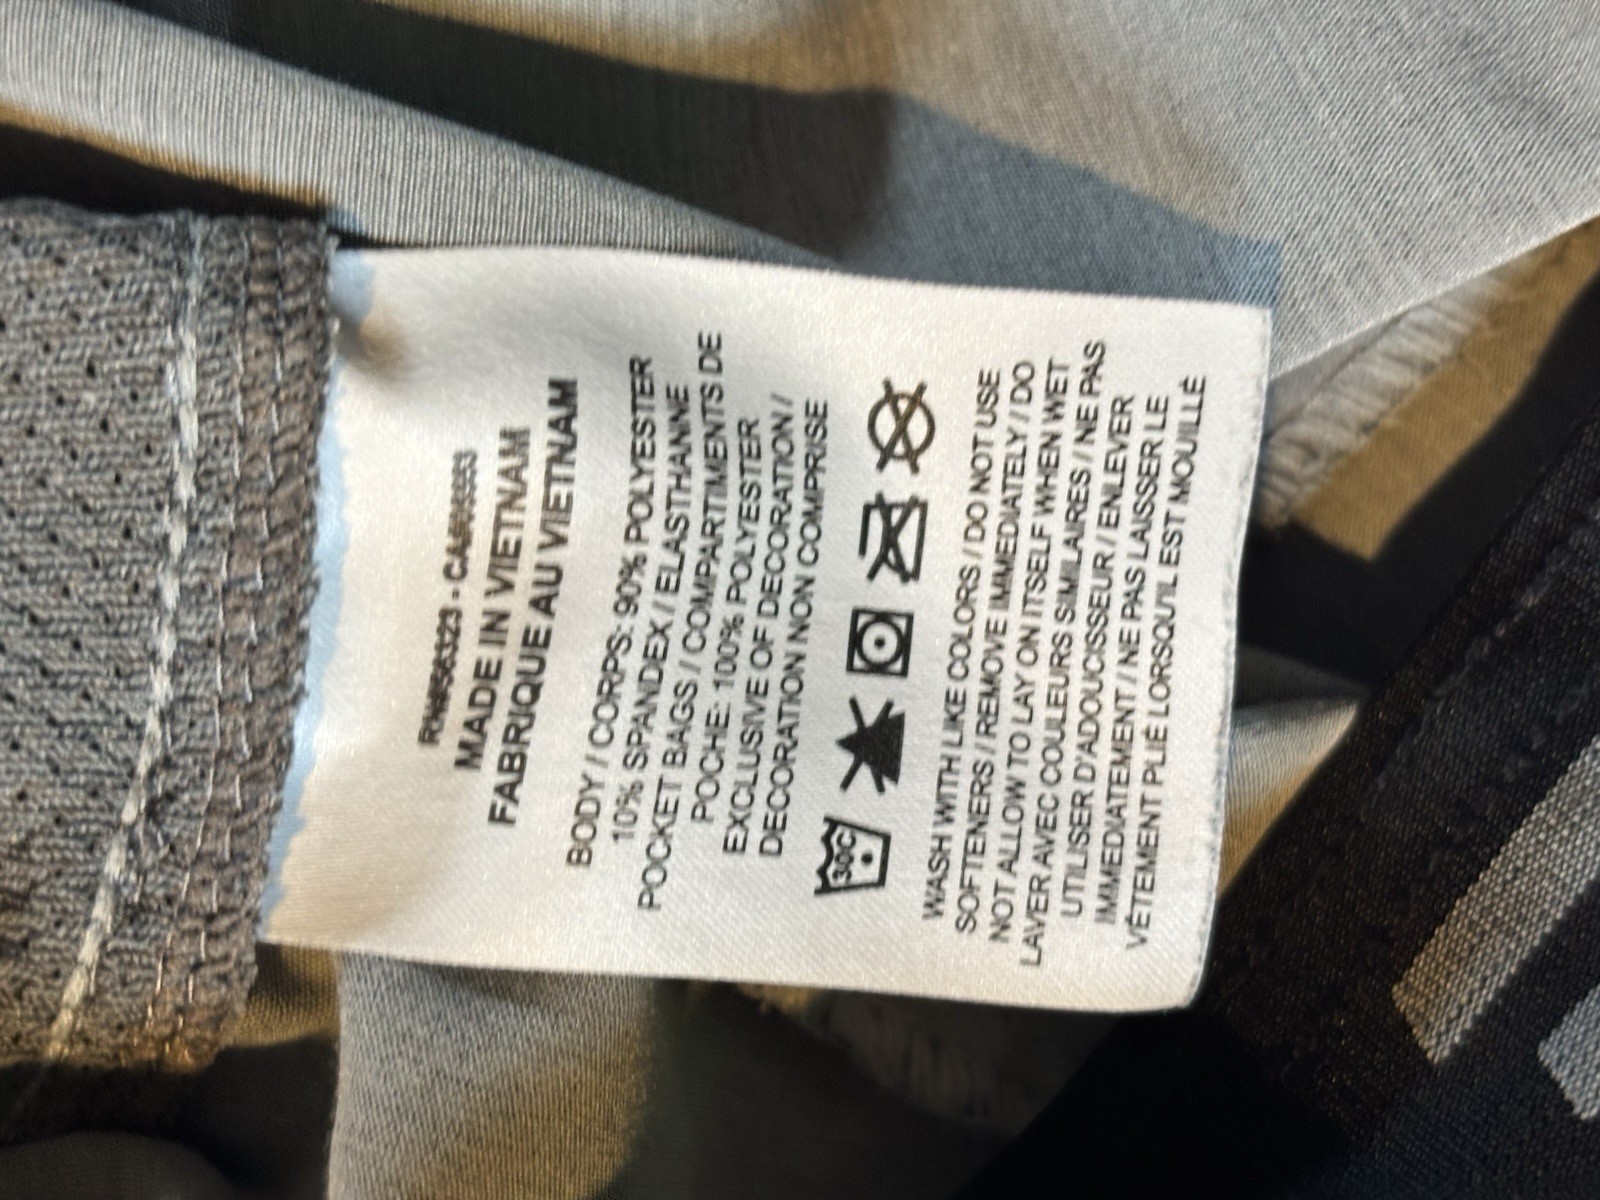 MADE IN VIETNAM
FABRIQUE AU VIETNAM
BODY / CORPS: 90% POLYESTER
10% SPANDEX / ELASTHANNE
POCKET BAGS / COMPARTIMENTS DE
POCHE: 100% POLYESTER
EXCLUSIVE OF DECORATION /
DECORATION NON COMPRISE
30C
WASH WITH LIKE COLORS / DO NOT USE
SOFTENERS / REMOVE IMMEDIATELY / DO
NOT ALLOW TO LAY ON ITSELF WHEN WET
LAVER AVEC COULEURS SIMILAIRES / NE PAS
UTILISER D'ADOUCISSEUR / ENLEVER
IMMEDIATEMENT / NE PAS LAISSER LE
VÊTEMENT PLIÉ LORSQU'IL EST MOUILLÉ